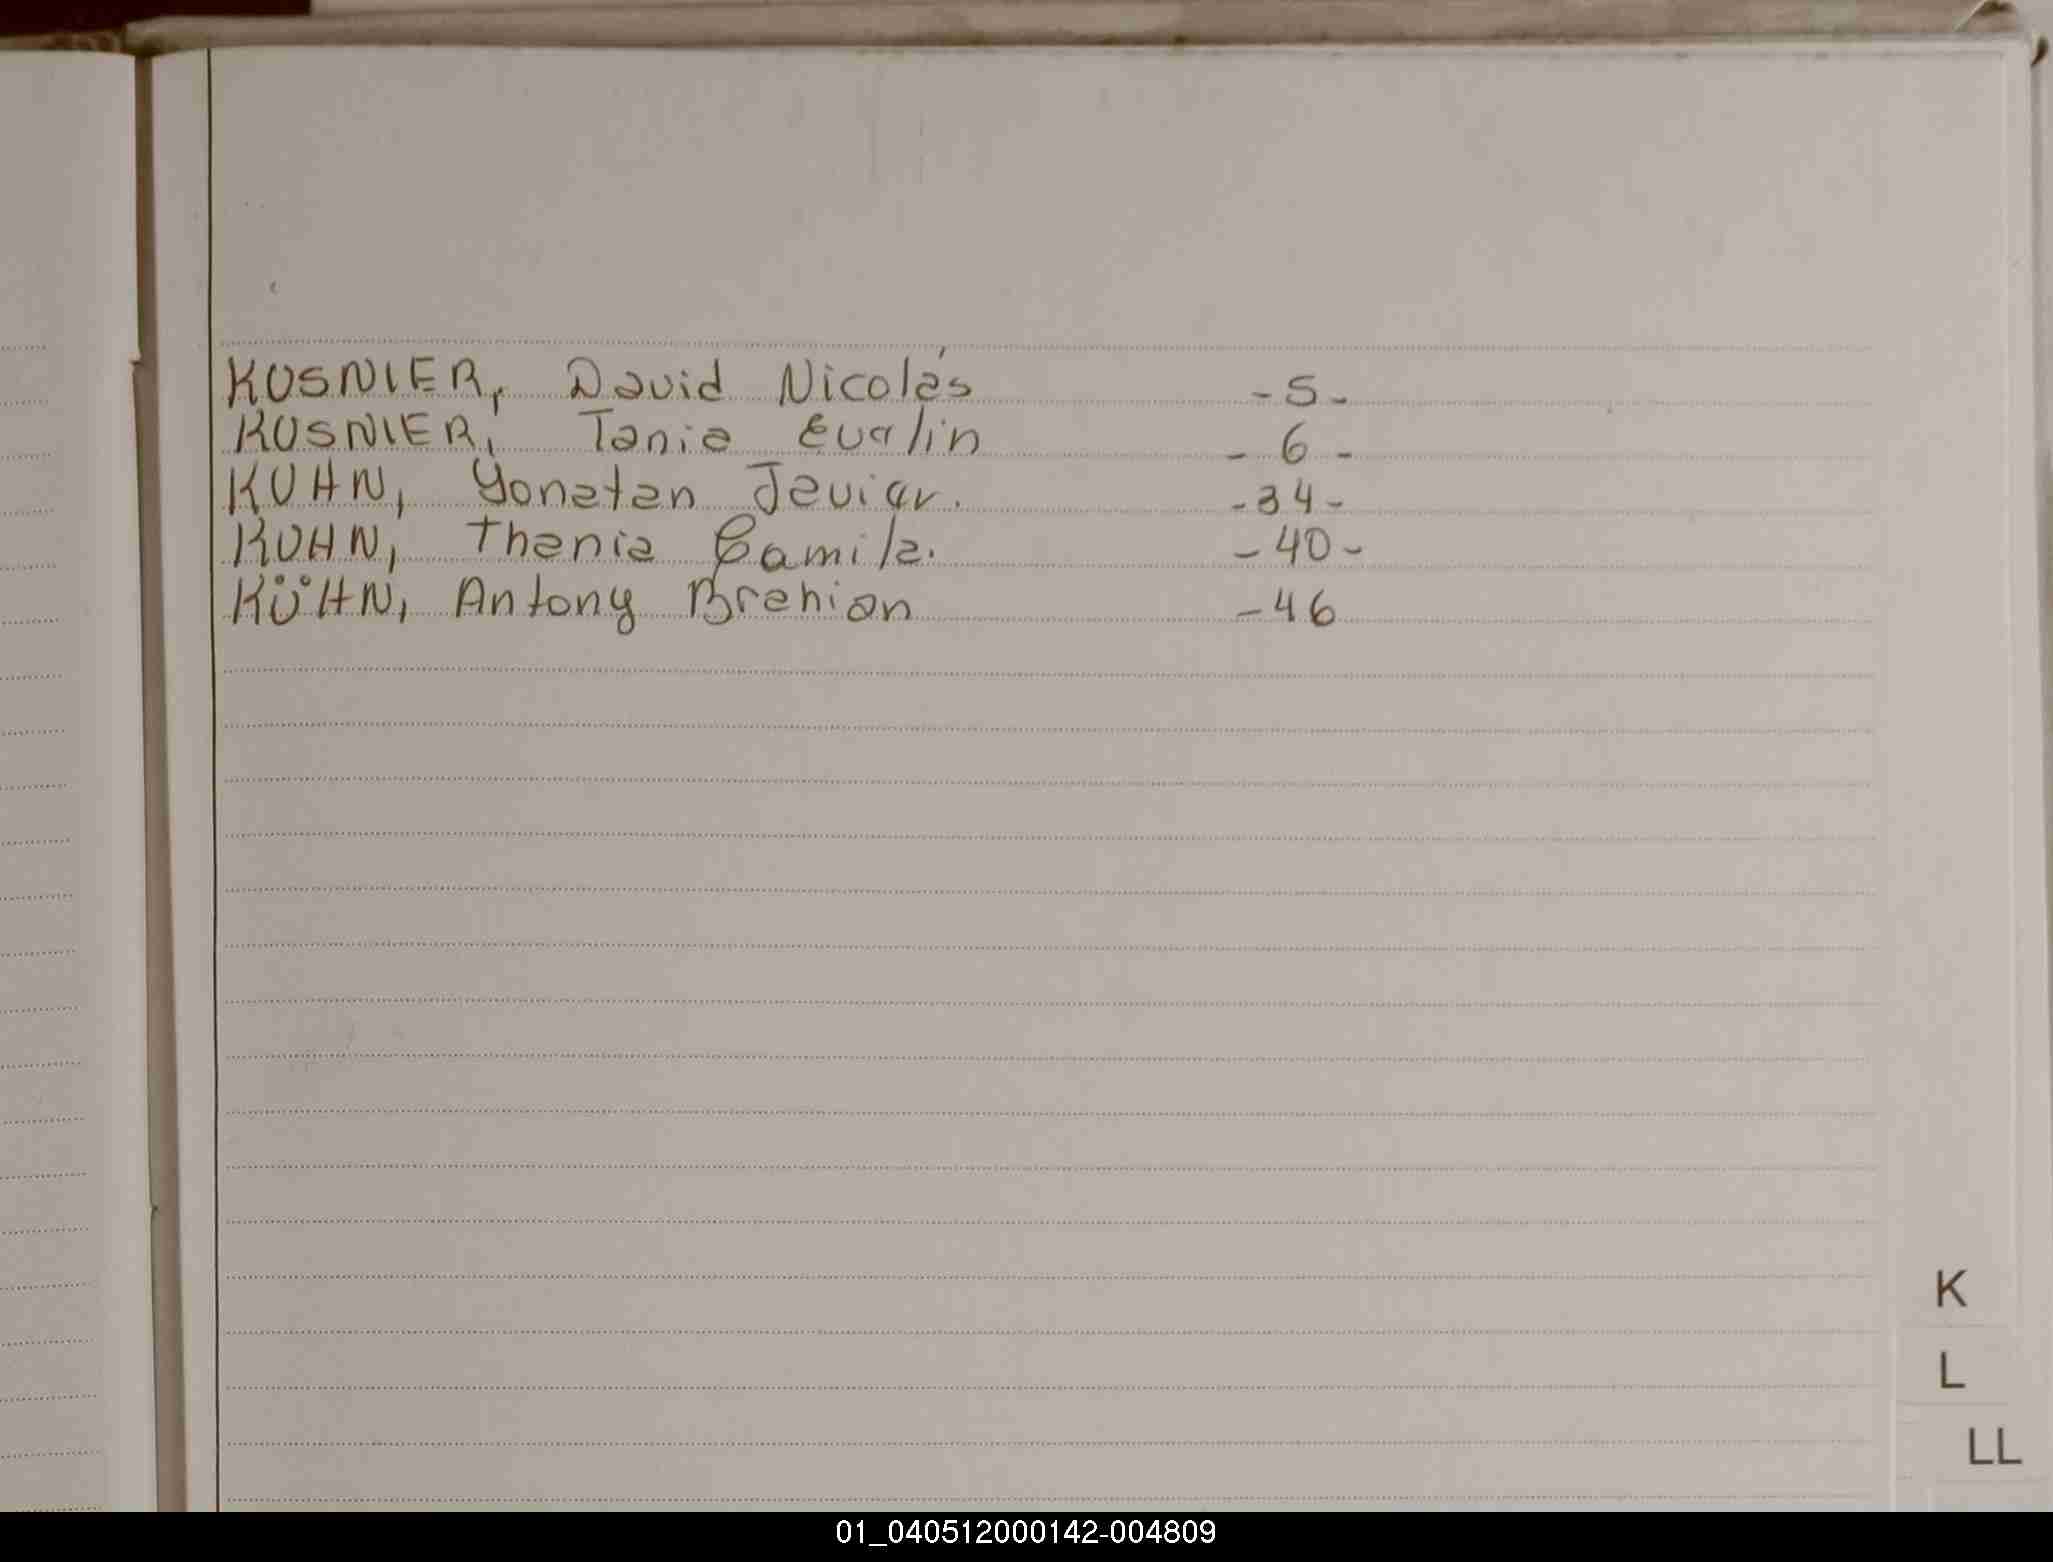 KUSNIER, David Nicolás -5-
KUSNIER, Tania Evelin -6-
KUHN, Yonatan Javier. -34-
KUHN, Thania Camila. -40-
KÜHN, Antony Brahian -46
K
L
LL
01_040512000142-004809